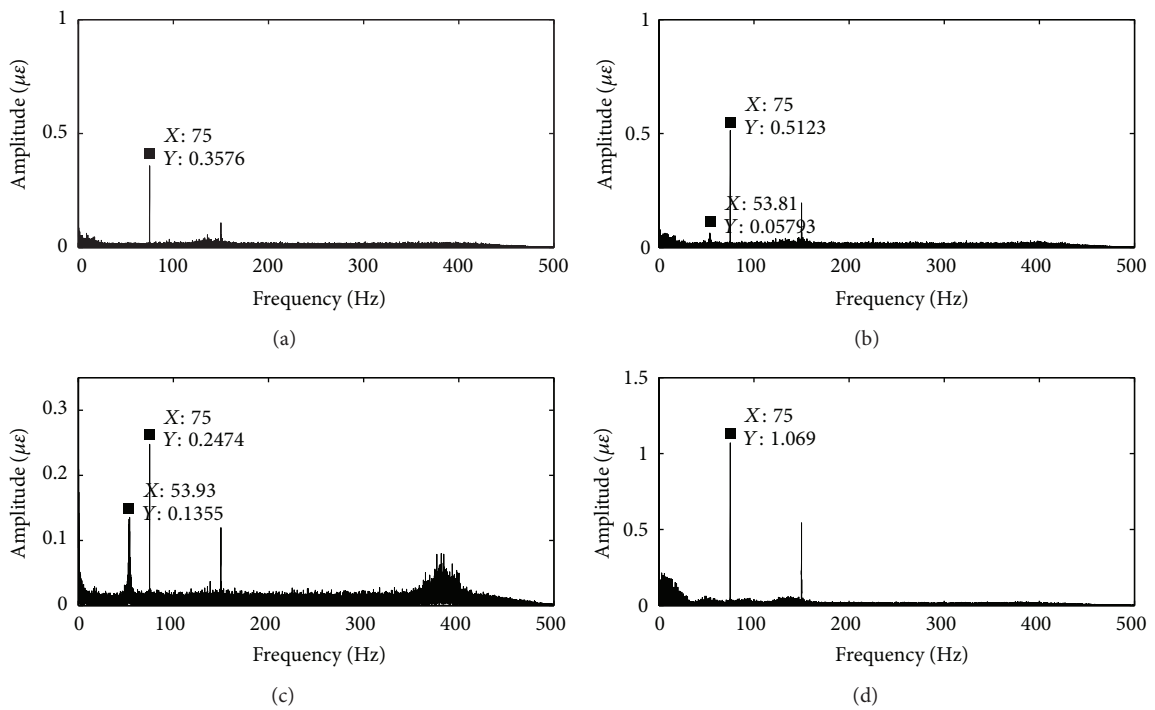 1
0.5
0
Amplitude (με)
X: 75
Y: 0.3576
0 100 200 300 400 500
Frequency (Hz)
(a)
1
0.5
0
Amplitude (με)
X: 75
Y: 0.5123
X: 53.81
Y: 0.05793
0 100 200 300 400 500
Frequency (Hz)
(b)
0.3
0.2
0.1
0
Amplitude (με)
X: 75
Y: 0.2474
X: 53.93
Y: 0.1355
0 100 200 300 400 500
Frequency (Hz)
(c)
1.5
1
0.5
0
Amplitude (με)
X: 75
Y: 1.069
0 100 200 300 400 500
Frequency (Hz)
(d)